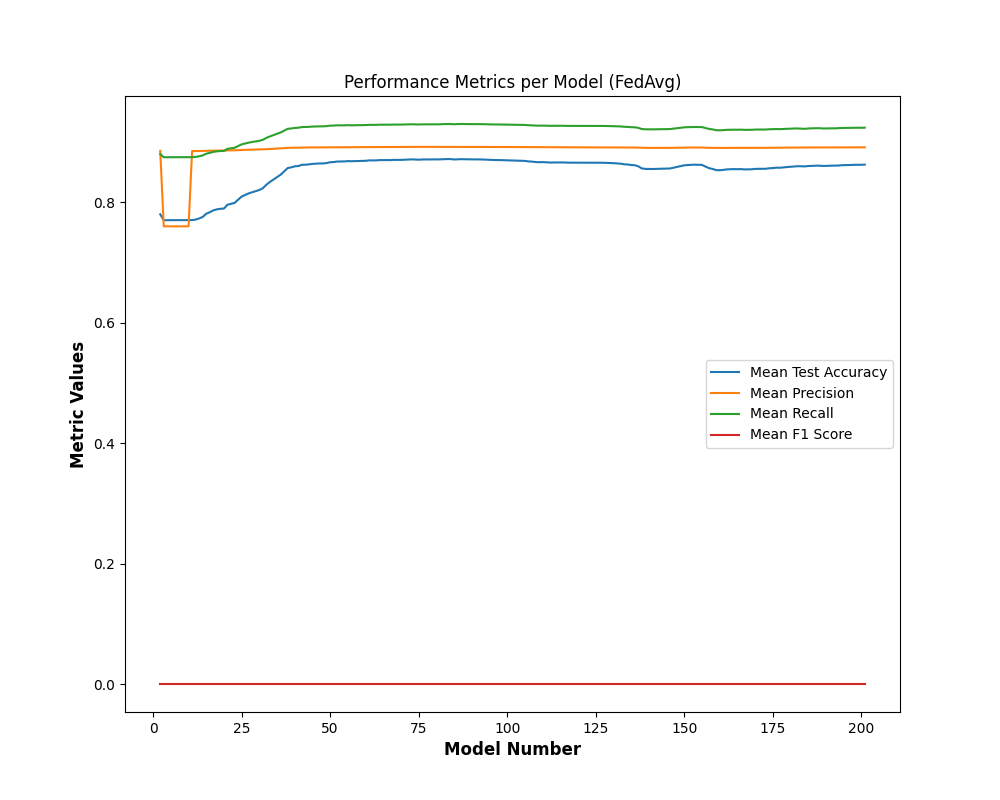 Performance Metrics per Model (FedAvg)
Metric Values
0.8
0.6
0.4
0.2
0.0
Mean Test Accuracy
Mean Precision
Mean Recall
Mean F1 Score
0 25 50 75 100 125 150 175 200
Model Number